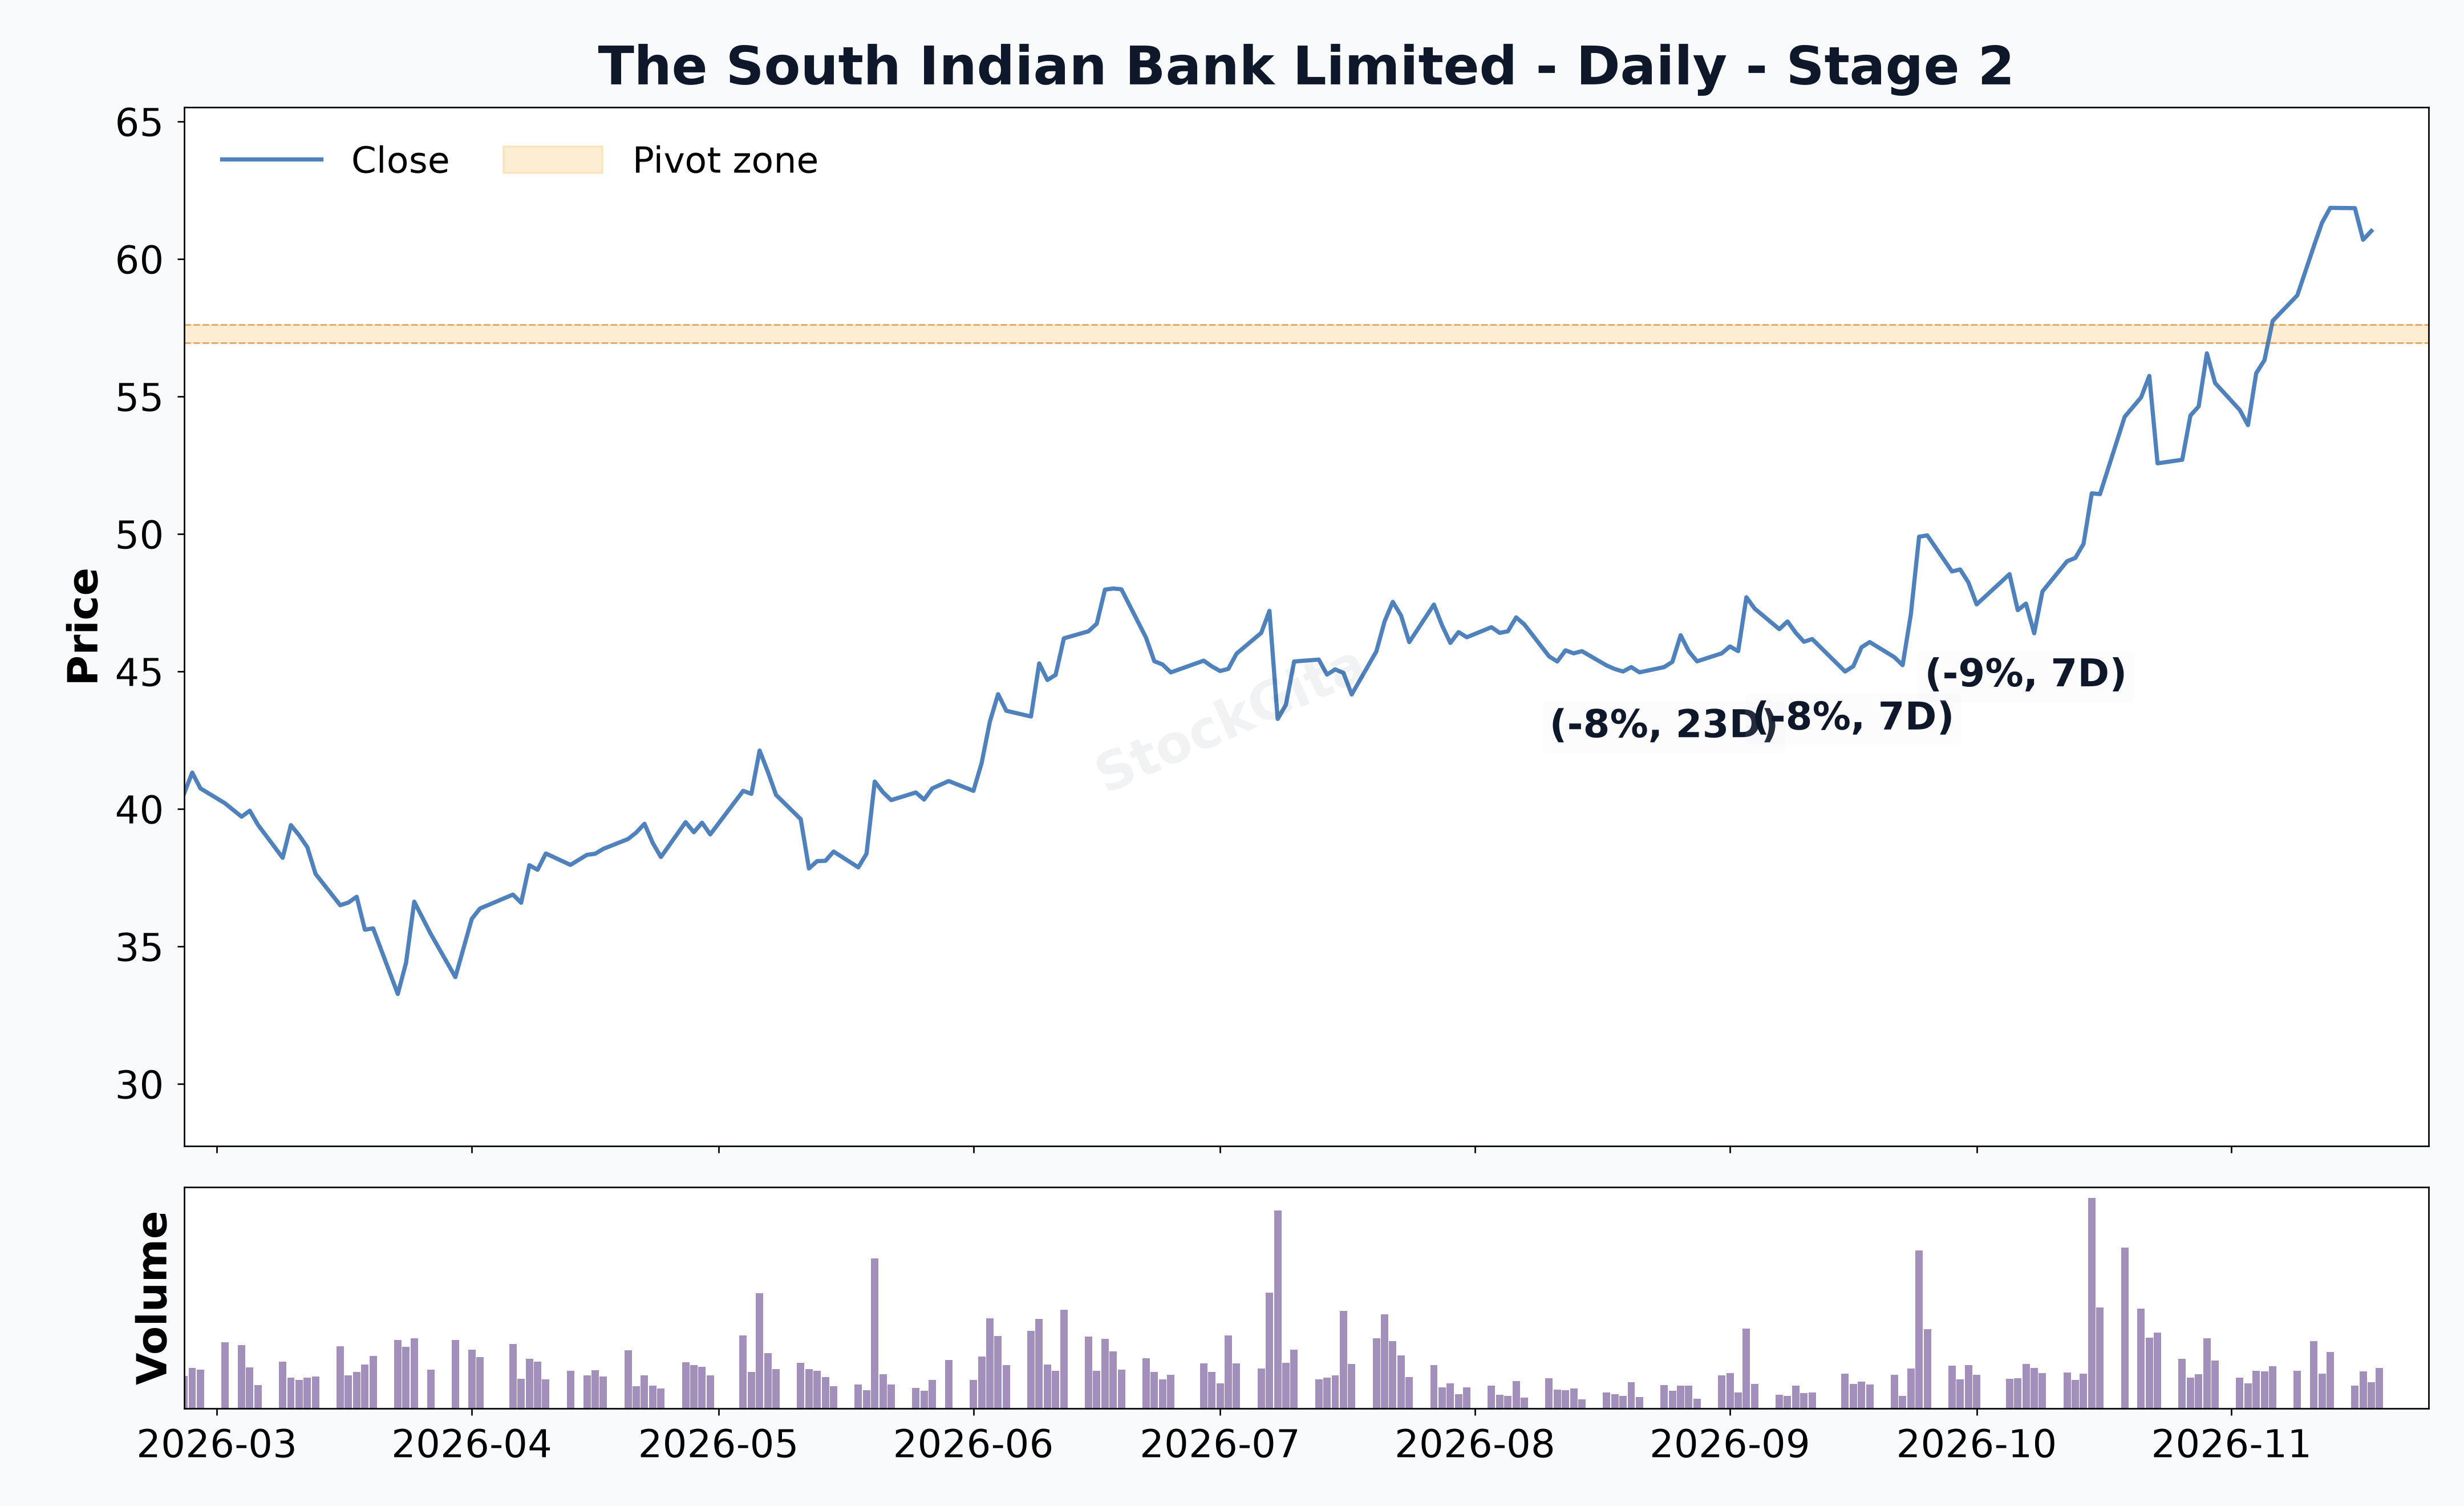 The South Indian Bank Limited - Daily - Stage 2
Close
Pivot zone
Price
65
60
55
50
45
40
35
30
(-9%, 7D)
(-8%, 7D)
(-8%, 23D)
StockGita
Volume
2026-03
2026-04
2026-05
2026-06
2026-07
2026-08
2026-09
2026-10
2026-11